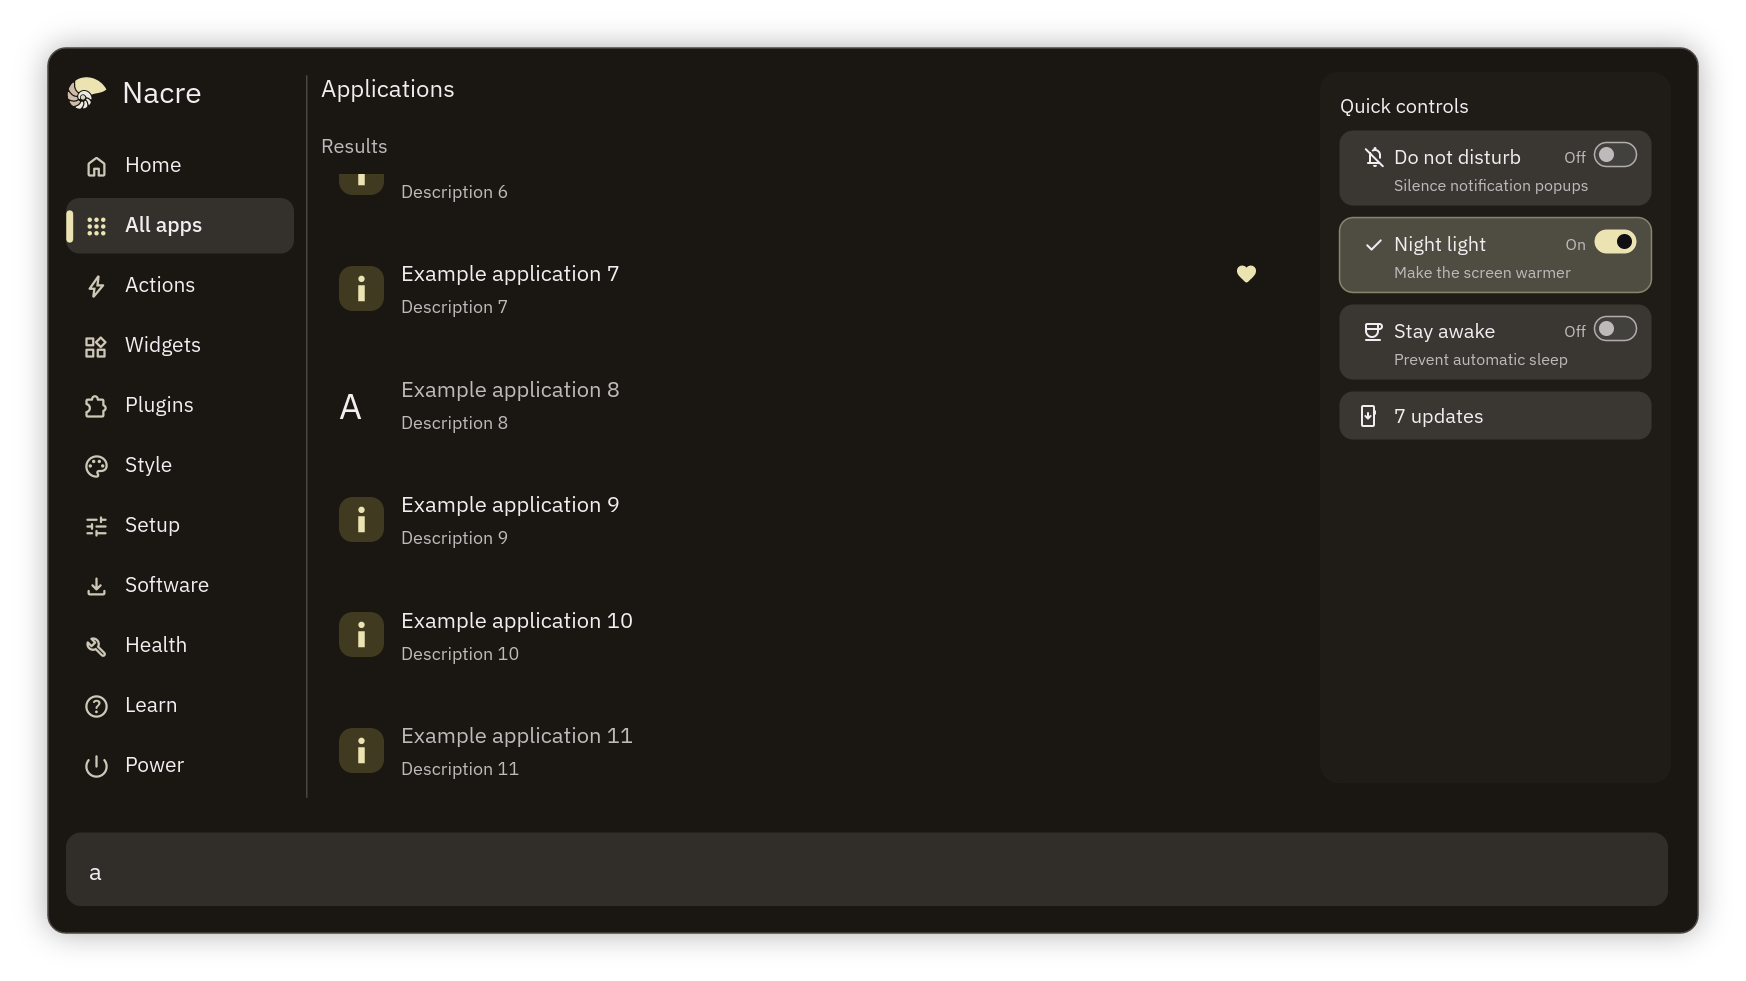 Nacre
Home
All apps
Actions
Widgets
Plugins
Style
Setup
Software
Health
Learn
Power
Applications
Results
Description 6
Example application 7
Description 7
A
Example application 8
Description 8
Example application 9
Description 9
Example application 10
Description 10
Example application 11
Description 11
Quick controls
Do not disturb Off
Silence notification popups
Night light On
Make the screen warmer
Stay awake Off
Prevent automatic sleep
7 updates
a